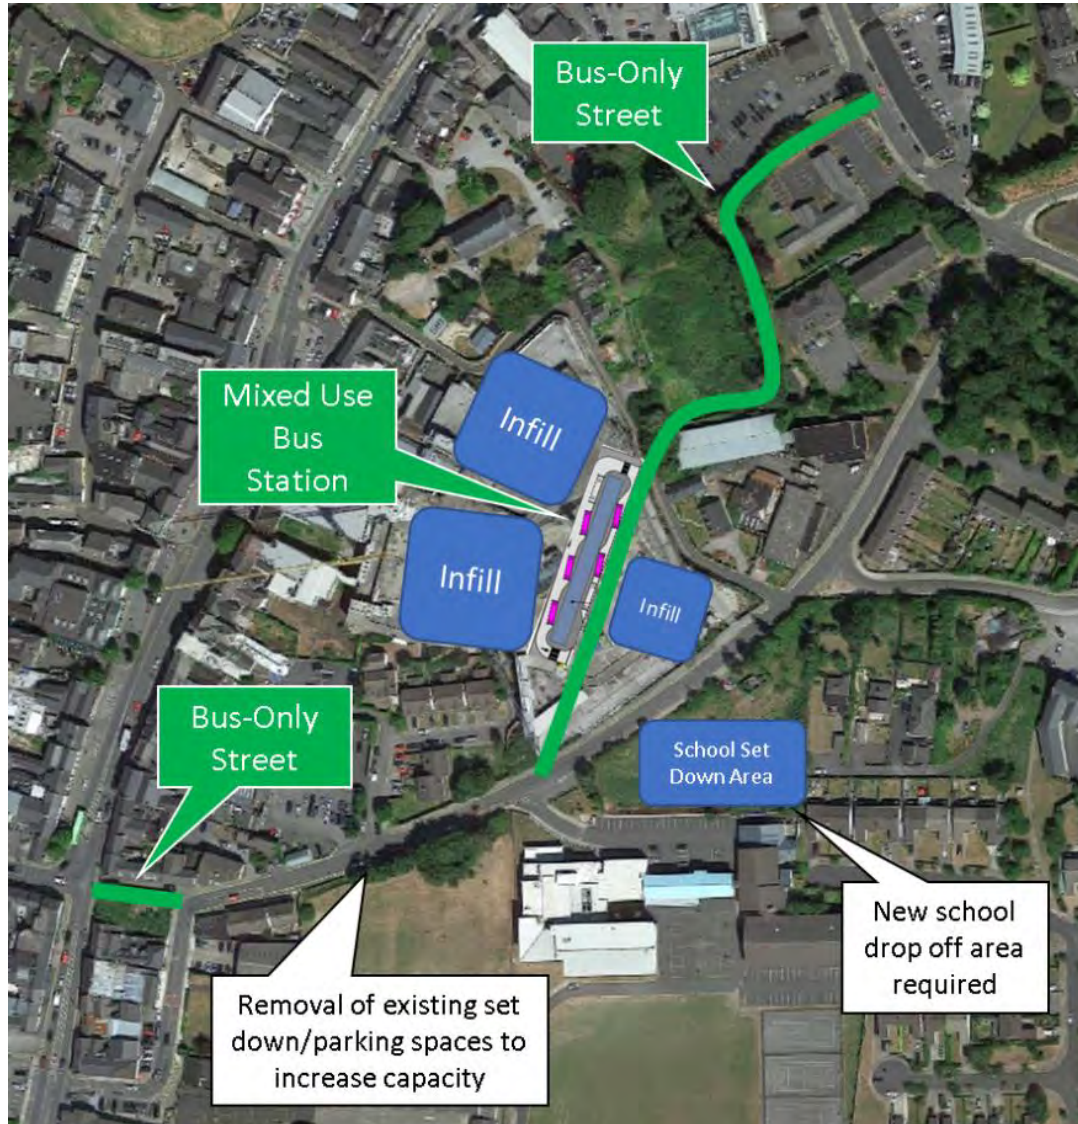 Bus-Only
Street
Mixed Use
Bus
Station
Infill
Infill
Infill
Bus-Only
Street
School Set
Down Area
New school
drop off area
required
Removal of existing set
down/parking spaces to
increase capacity